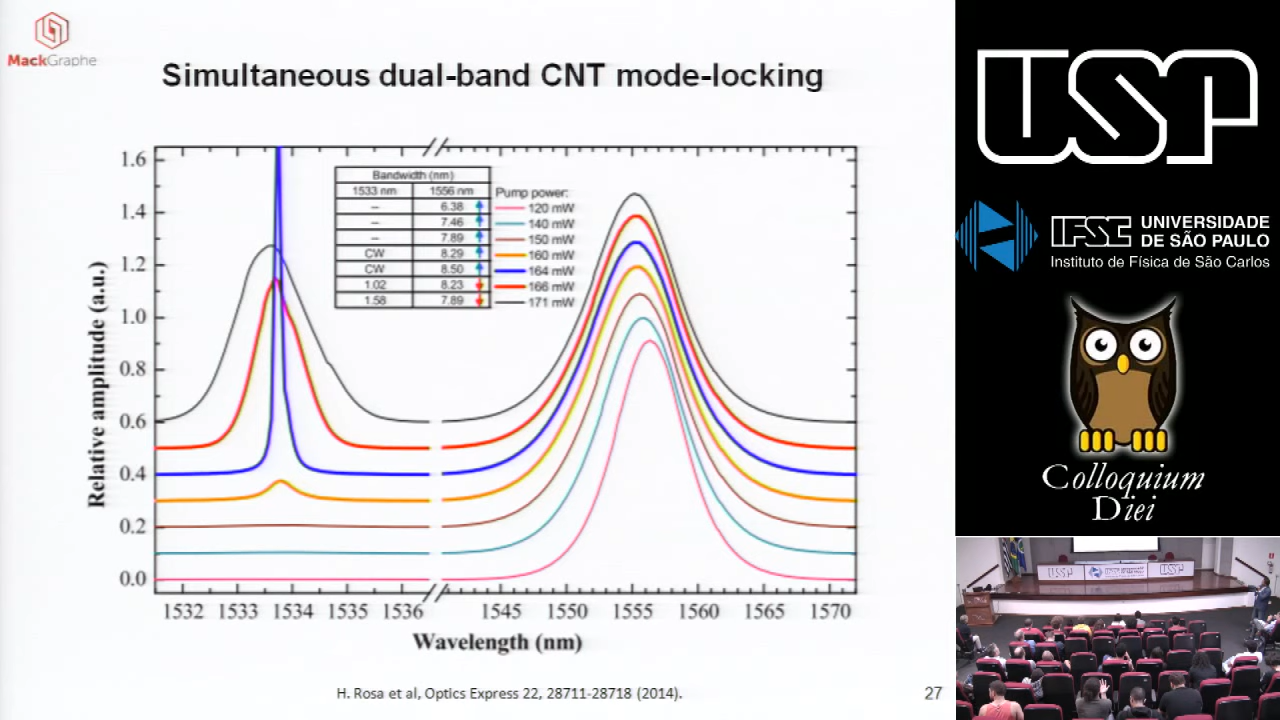 MackGraphe
Simultaneous dual-band CNT mode-locking
Relative amplitude (a.u.)
1.6
1.4
1.2
1.0
0.8
0.6
0.4
0.2
0.0
Bandwidth (nm)
1533 nm 1556 nm
– 6.38
– 7.46
– 7.89
CW 8.29
CW 8.50
1.02 8.23
1.58 7.89
Pump power:
120 mW
140 mW
150 mW
160 mW
164 mW
166 mW
171 mW
1532 1533 1534 1535 1536 1545 1550 1555 1560 1565 1570
Wavelength (nm)
H. Rosa et al, Optics Express 22, 28711-28718 (2014).
27
USP
IFSC UNIVERSIDADE
DE SÃO PAULO
Instituto de Física de São Carlos
Colloquium
Diei
USP
USP